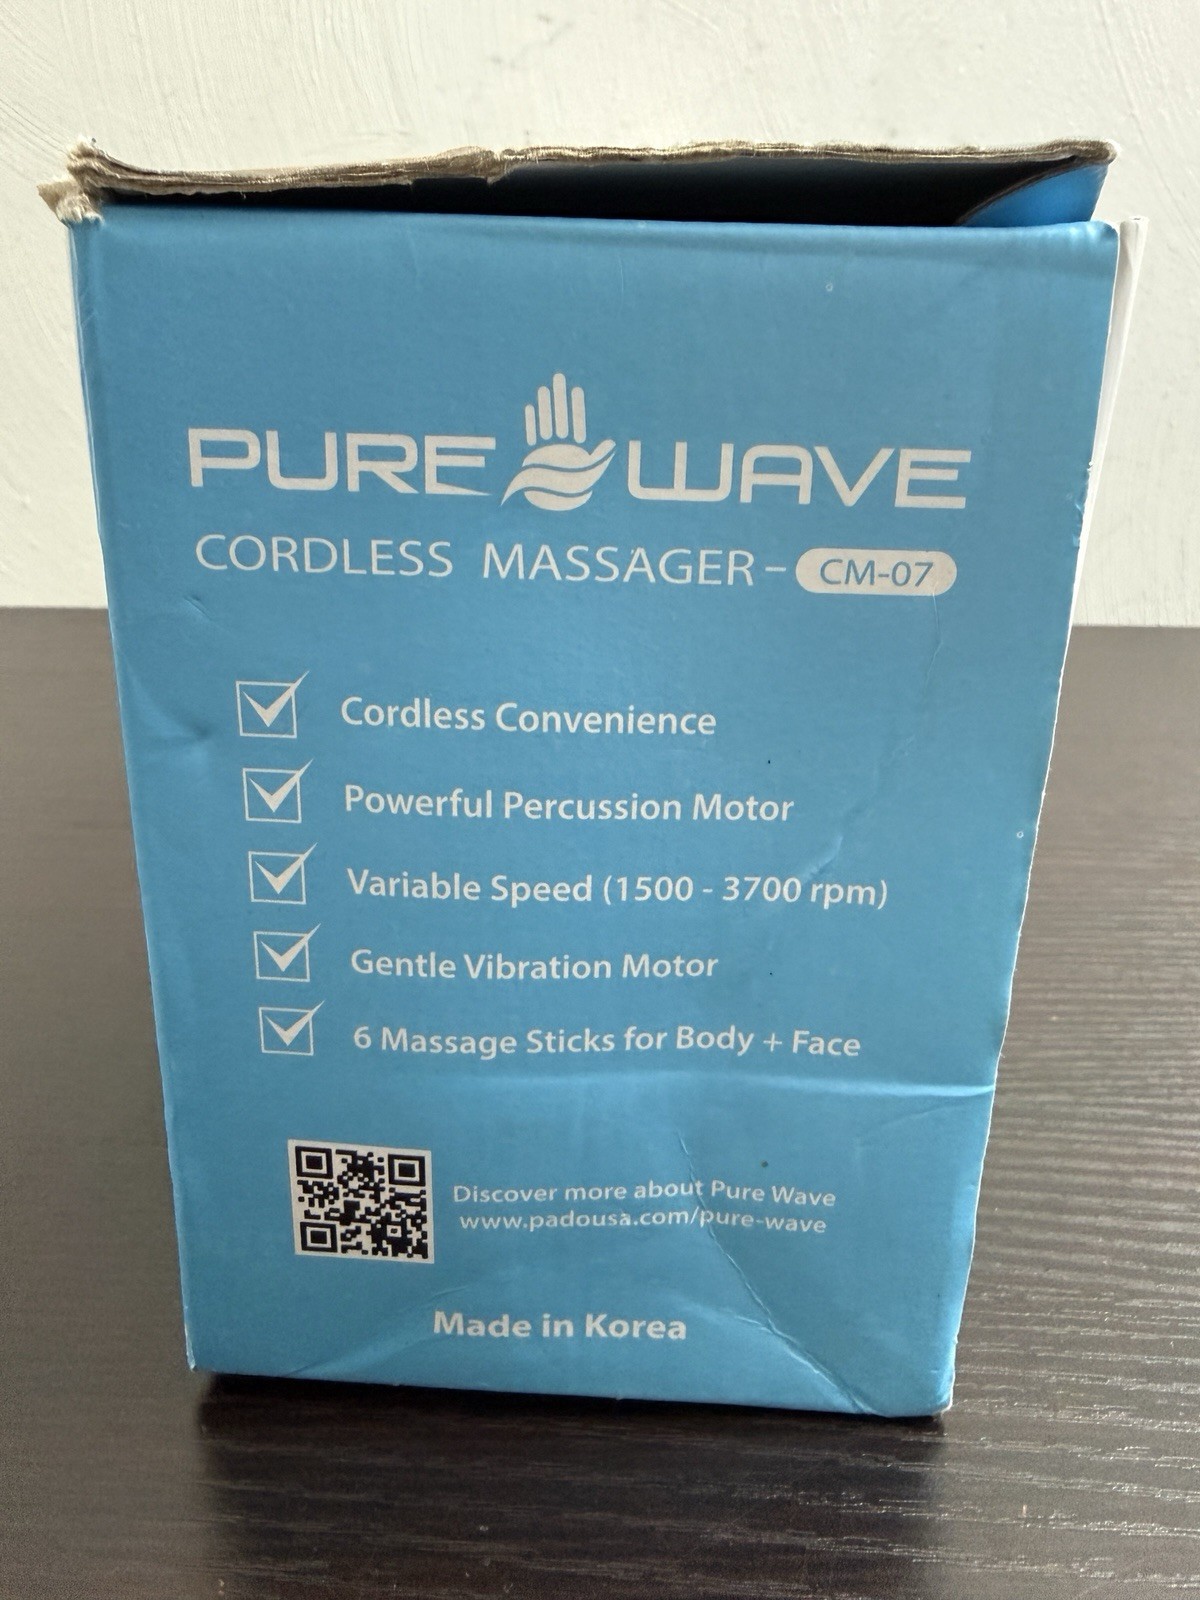 PURE WAVE
CORDLESS MASSAGER – CM-07
Cordless Convenience
Powerful Percussion Motor
Variable Speed (1500 - 3700 rpm)
Gentle Vibration Motor
6 Massage Sticks for Body + Face
Discover more about Pure Wave
www.padousa.com/pure-wave
Made in Korea